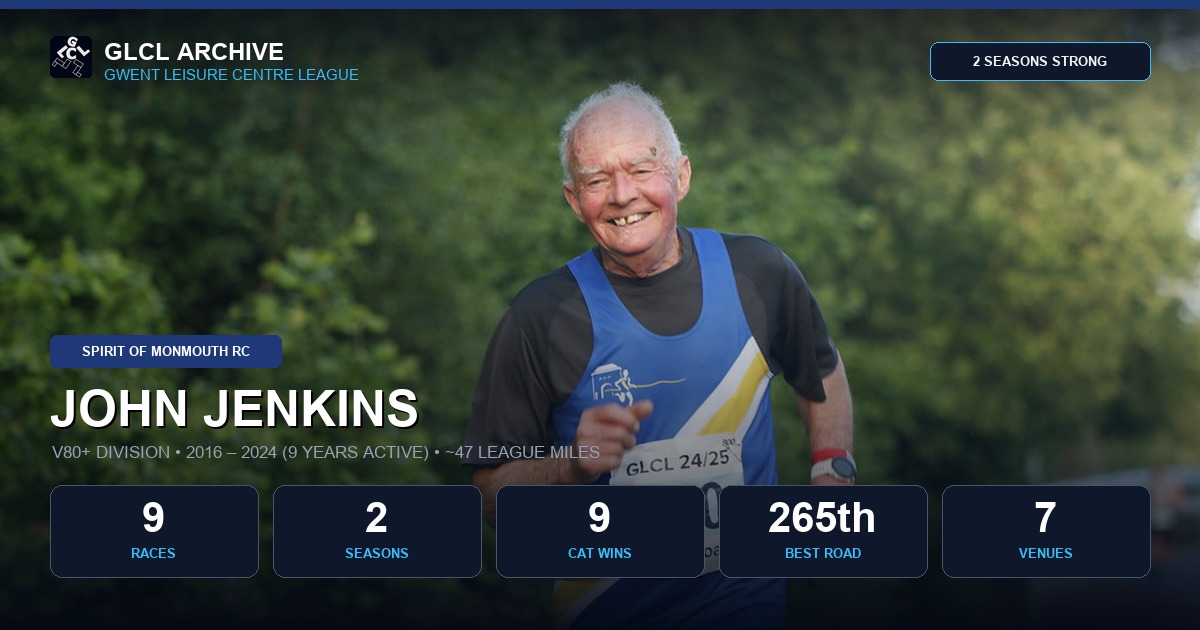 GLCL ARCHIVE
GWENT LEISURE CENTRE LEAGUE
2 SEASONS STRONG
SPIRIT OF MONMOUTH RC
JOHN JENKINS
V80+ DIVISION • 2016 – 2024 (9 YEARS ACTIVE) • ~47 LEAGUE MILES
GLCL 24/25
9
RACES
2
SEASONS
9
CAT WINS
265th
BEST ROAD
7
VENUES